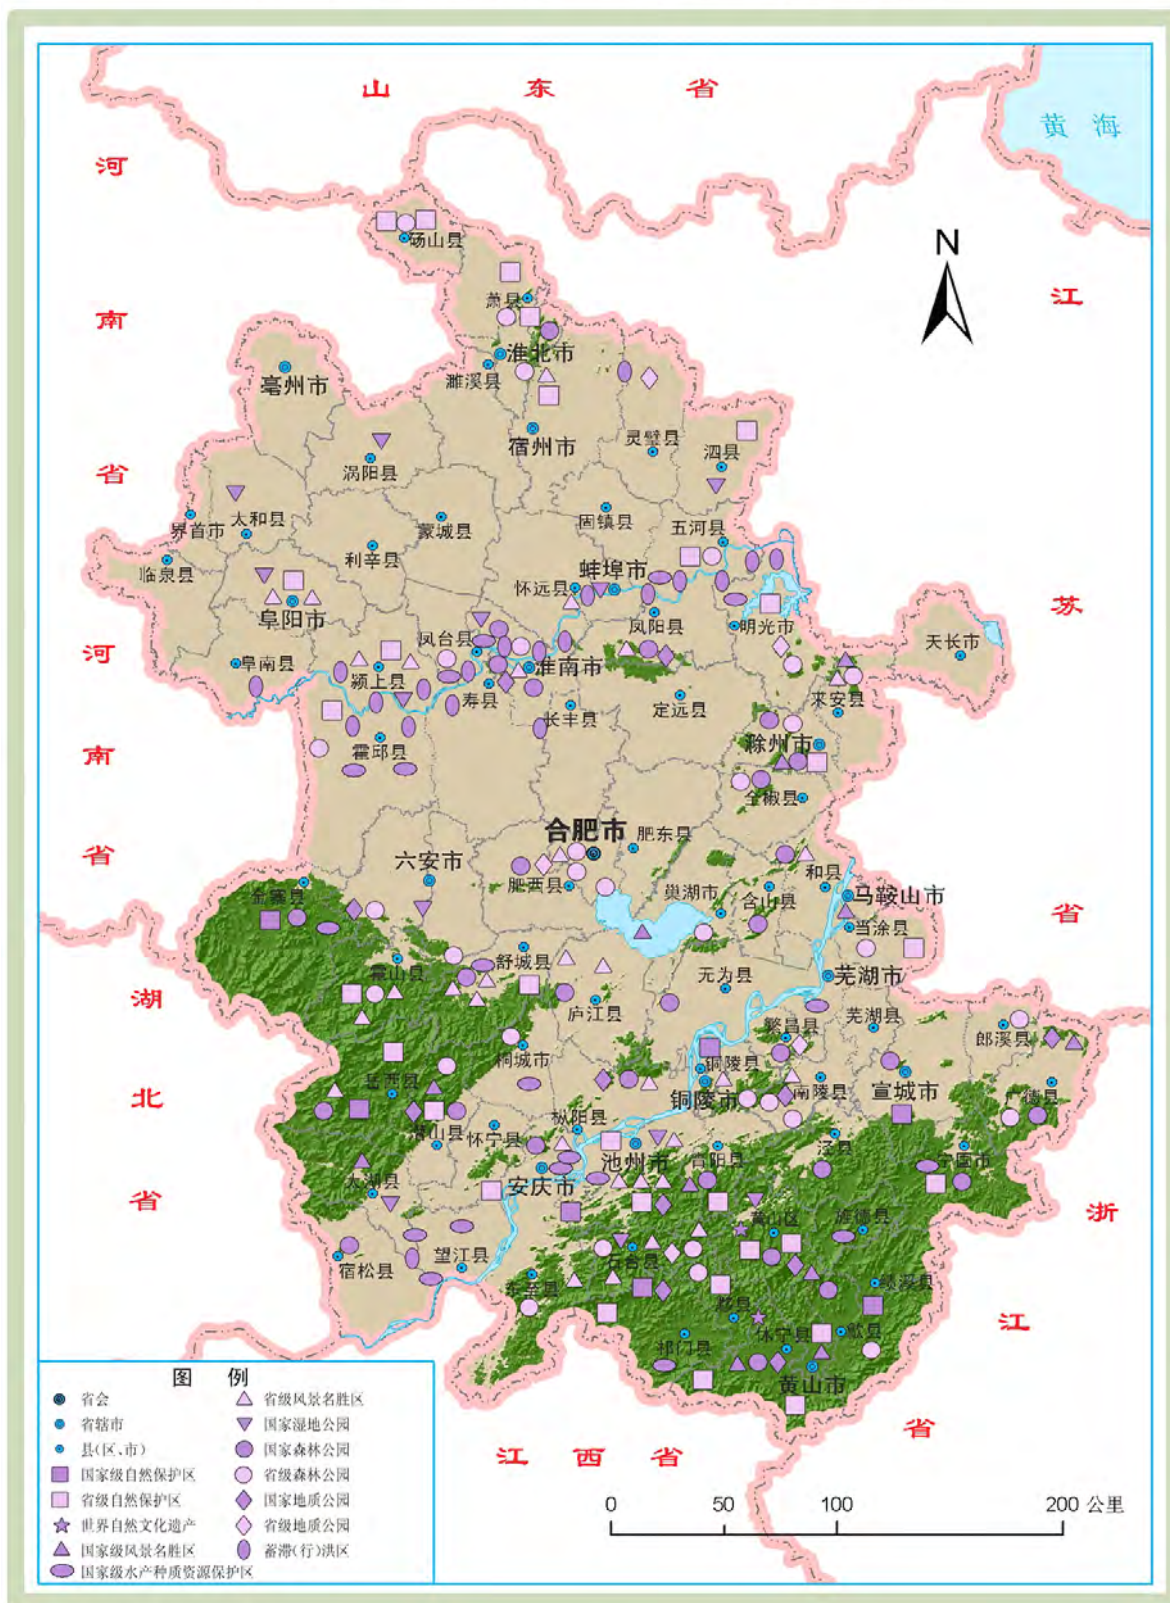 山 东 省
黄 海
河
南
省
河
南
省
湖
北
省
江
苏
省
浙
江
省
江 西 省
N
砀山县
萧县
淮北市
濉溪县
亳州市
宿州市
灵璧县
泗县
涡阳县
太和县
界首市
蒙城县
固镇县
五河县
利辛县
临泉县
怀远县
蚌埠市
阜阳市
凤台县
凤阳县
明光市
天长市
阜南县
颍上县
淮南市
寿县
长丰县
定远县
来安县
霍邱县
滁州市
全椒县
合肥市
肥东县
六安市
肥西县
巢湖市
含山县
和县
马鞍山市
当涂县
金寨县
霍山县
舒城县
无为县
芜湖市
庐江县
繁昌县
芜湖县
郎溪县
桐城市
铜陵县
铜陵市
南陵县
宣城市
德县
岳西县
潜山县
怀宁县
枞阳县
泾县
宁国市
池州市
青阳县
安庆市
太湖县
黄山区
旌德县
宿松县
望江县
石台县
绩溪县
东至县
黟县
休宁县
歙县
祁门县
黄山市
图 例
省会
省辖市
县(区、市)
国家级自然保护区
省级自然保护区
世界自然文化遗产
国家级风景名胜区
国家级水产种质资源保护区
省级风景名胜区
国家湿地公园
国家森林公园
省级森林公园
国家地质公园
省级地质公园
蓄滞(行)洪区
0 50 100 200 公里